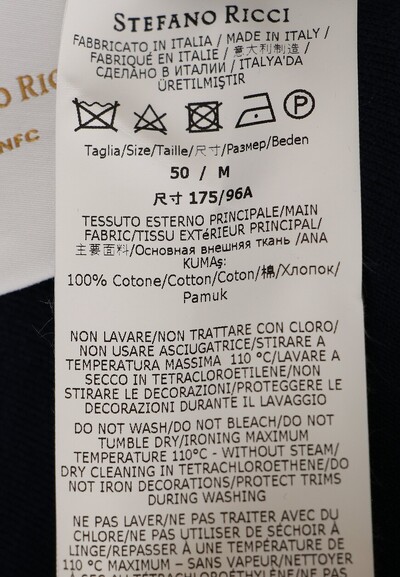 STEFANO RICCI
FABBRICATO IN ITALIA / MADE IN ITALY /
FABRIQUÉ EN ITALIE / 意大利制造 /
СДЕЛАНО В ИТАЛИИ / ITALYA'DA
ÜRETILMIŞTIR
P
Taglia/Size/Taille/尺寸/Размер/Beden
50 / M
尺寸 175/96A
TESSUTO ESTERNO PRINCIPALE/MAIN
FABRIC/TISSU EXTéRIEUR PRINCIPAL/
主要面料/Основная внешняя ткань /ANA
KUMAş:
100% Cotone/Cotton/Coton/棉/Хлопок/
Pamuk
NON LAVARE/NON TRATTARE CON CLORO/
NON USARE ASCIUGATRICE/STIRARE A
TEMPERATURA MASSIMA 110 °C/LAVARE A
SECCO IN TETRACLOROETILENE/NON
STIRARE LE DECORAZIONI/PROTEGGERE LE
DECORAZIONI DURANTE IL LAVAGGIO
DO NOT WASH/DO NOT BLEACH/DO NOT
TUMBLE DRY/IRONING MAXIMUM
TEMPERATURE 110°C - WITHOUT STEAM/
DRY CLEANING IN TETRACHLOROETHENE/DO
NOT IRON DECORATIONS/PROTECT TRIMS
DURING WASHING
NE PAS LAVER/NE PAS TRAITER AVEC DU
CHLORE/NE PAS UTILISER DE SÉCHOIR À
LINGE/REPASSER À UNE TEMPÉRATURE DE
110 °C MAXIMUM – SANS VAPEUR/NETTOYER
À SEC AU TÉTRACHLOROÉTHYLÈNE/NE PAS
O RIC
NFC